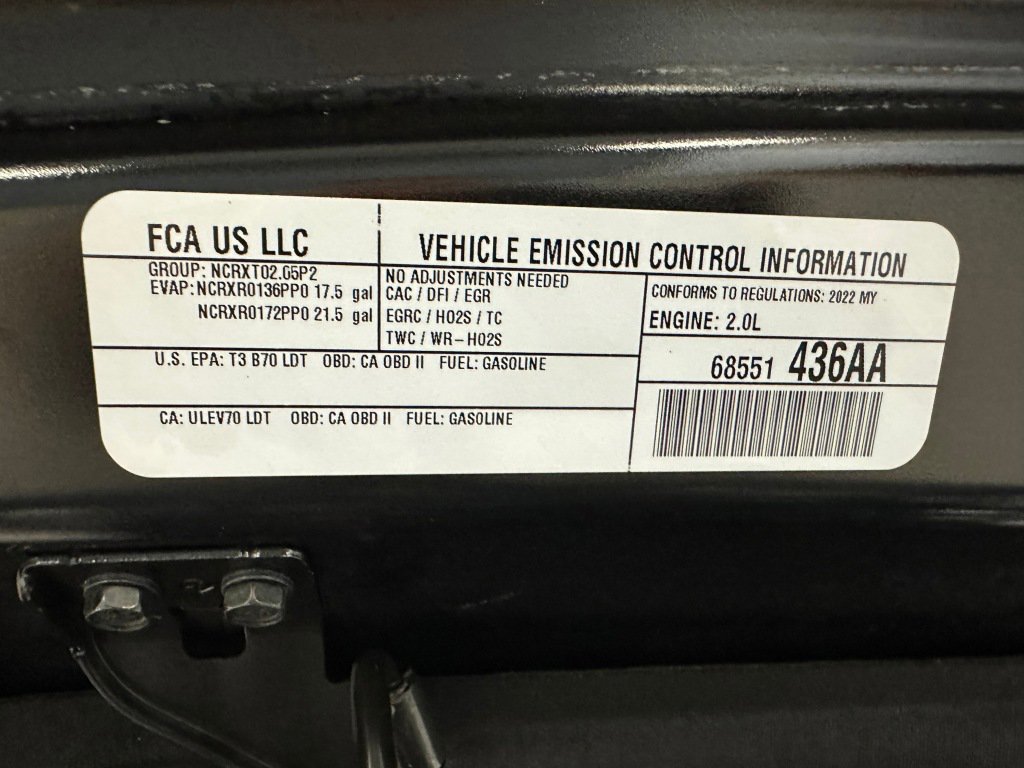 FCA US LLC
VEHICLE EMISSION CONTROL INFORMATION
GROUP: NCRXT02.05P2
EVAP: NCRXR0136PP0 17.5 gal
NCRXR0172PP0 21.5 gal
NO ADJUSTMENTS NEEDED
CAC / DFI / EGR
EGRC / HO2S / TC
TWC / WR-HO2S
CONFORMS TO REGULATIONS: 2022 MY
ENGINE: 2.0L
U.S. EPA: T3 B70 LDT OBD: CA OBD II FUEL: GASOLINE
68551 436AA
CA: ULEV70 LDT OBD: CA OBD II FUEL: GASOLINE